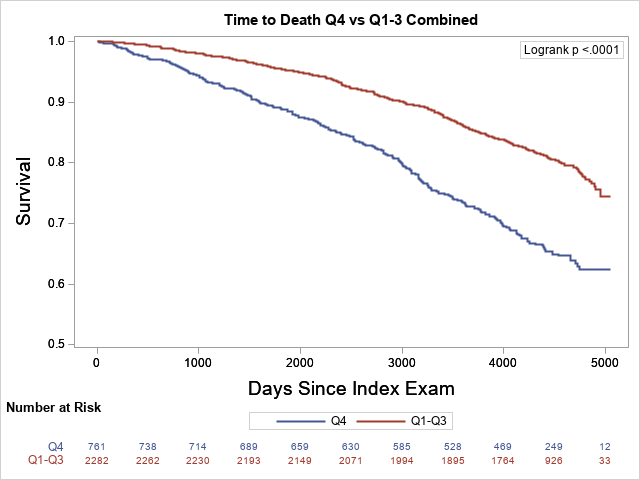 Time to Death Q4 vs Q1-3 Combined
Logrank p <.0001
Survival
1.0
0.9
0.8
0.7
0.6
0.5
0 1000 2000 3000 4000 5000
Days Since Index Exam
Number at Risk
Q4 Q1-Q3
Q4 761 738 714 689 659 630 585 528 469 249 12
Q1-Q3 2282 2262 2230 2193 2149 2071 1994 1895 1764 926 33